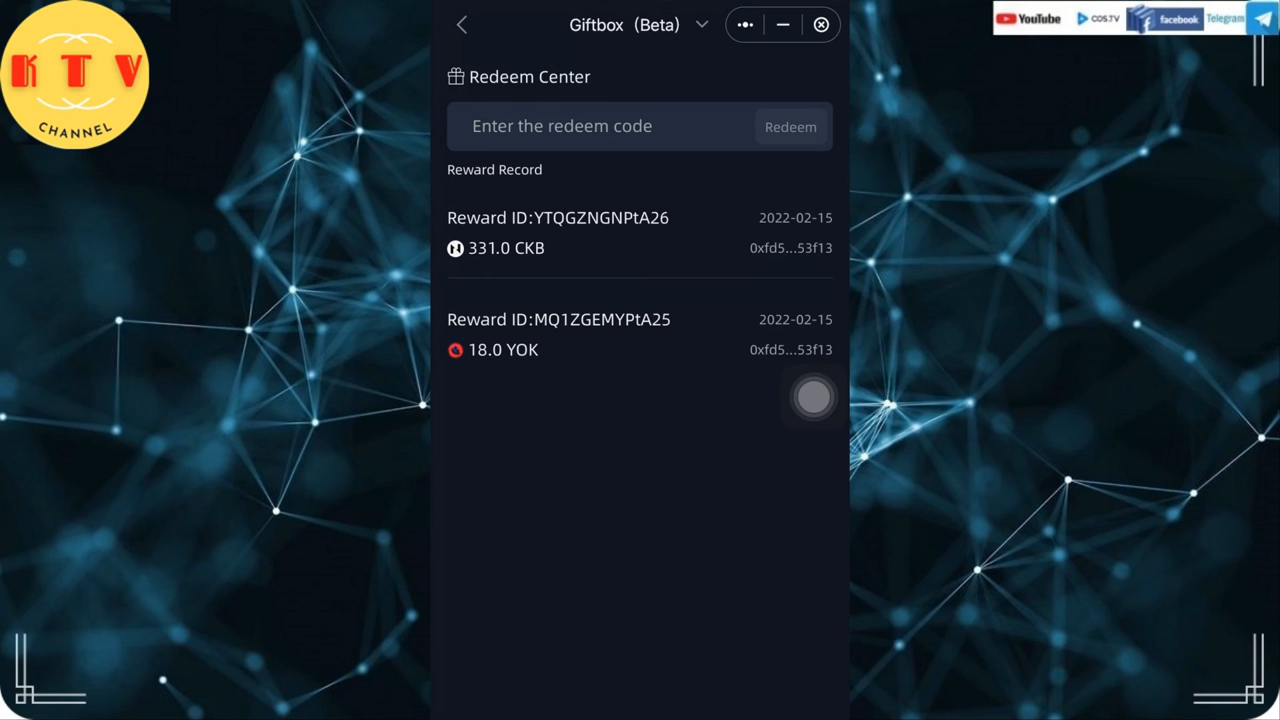 K T V
CHANNEL
Giftbox (Beta)
YouTube COS.TV facebook Telegram
Redeem Center
Enter the redeem code
Redeem
Reward Record
Reward ID:YTQGZNGNPtA26 2022-02-15
331.0 CKB 0xfd5...53f13
Reward ID:MQ1ZGEMYPtA25 2022-02-15
18.0 YOK 0xfd5...53f13